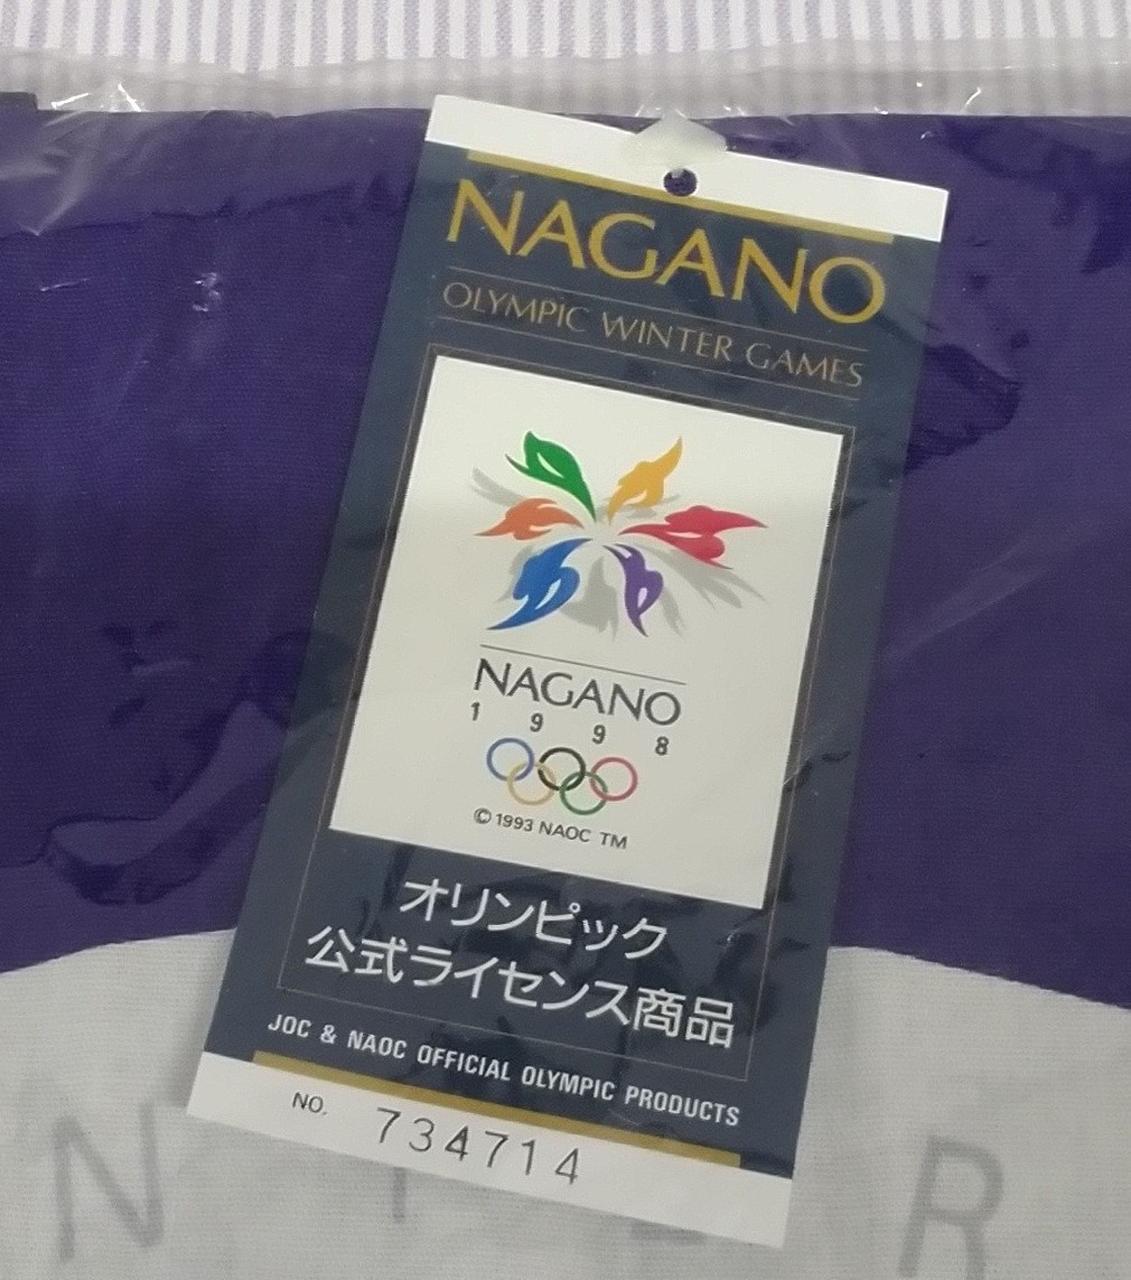 NAGANO
OLYMPIC WINTER GAMES
NAGANO
1 9 9 8
© 1993 NAOC TM
オリンピック
公式ライセンス商品
JOC & NAOC OFFICIAL OLYMPIC PRODUCTS
NO. 734714